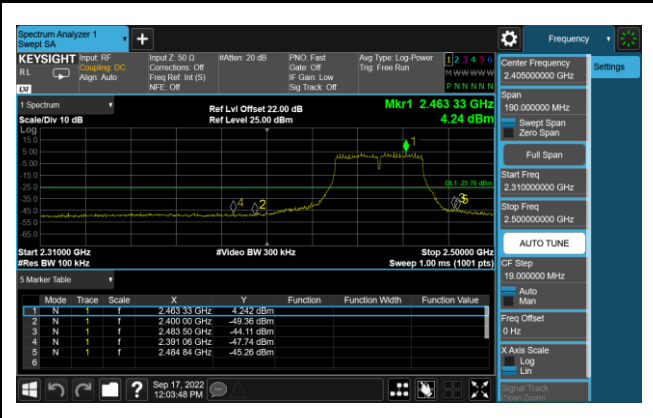 Spectrum Analyzer 1
Swept SA
Frequency
KEYSIGHT
RL
LXI
Input: RF
Coupling: DC
Align: Auto
Input Z: 50 Ω
Corrections: Off
Freq Ref: Int (S)
NFE: Off
#Atten: 20 dB
PNO: Fast
Gate: Off
IF Gain: Low
Sig Track: Off
Avg Type: Log-Power
Trig: Free Run
1 2 3 4 5 6
M W W W W W
P N N N N N
1 Spectrum
Scale/Div 10 dB
Ref Lvl Offset 22.00 dB
Ref Level 25.00 dBm
Mkr1 2.463 33 GHz
4.24 dBm
Log
15.0
5.00
-5.00
-15.0
-25.0
-35.0
-45.0
-55.0
-65.0
1
DL1 -25.76 dBm
4
2
3
5
Start 2.31000 GHz
#Res BW 100 kHz
#Video BW 300 kHz
Stop 2.50000 GHz
Sweep 1.00 ms (1001 pts)
5 Marker Table
Mode Trace Scale X Y Function Function Width Function Value
1 N 1 f 2.463 33 GHz 4.242 dBm
2 N 1 f 2.400 00 GHz -49.36 dBm
3 N 1 f 2.483 50 GHz -44.11 dBm
4 N 1 f 2.391 06 GHz -47.74 dBm
5 N 1 f 2.484 84 GHz -45.26 dBm
6
?
Sep 17, 2022
12:03:48 PM
Center Frequency
2.405000000 GHz
Settings
Span
190.000000 MHz
Swept Span
Zero Span
Full Span
Start Freq
2.310000000 GHz
Stop Freq
2.500000000 GHz
AUTO TUNE
CF Step
19.000000 MHz
Auto
Man
Freq Offset
0 Hz
X Axis Scale
Log
Lin
Signal Track
(Span Zoom)